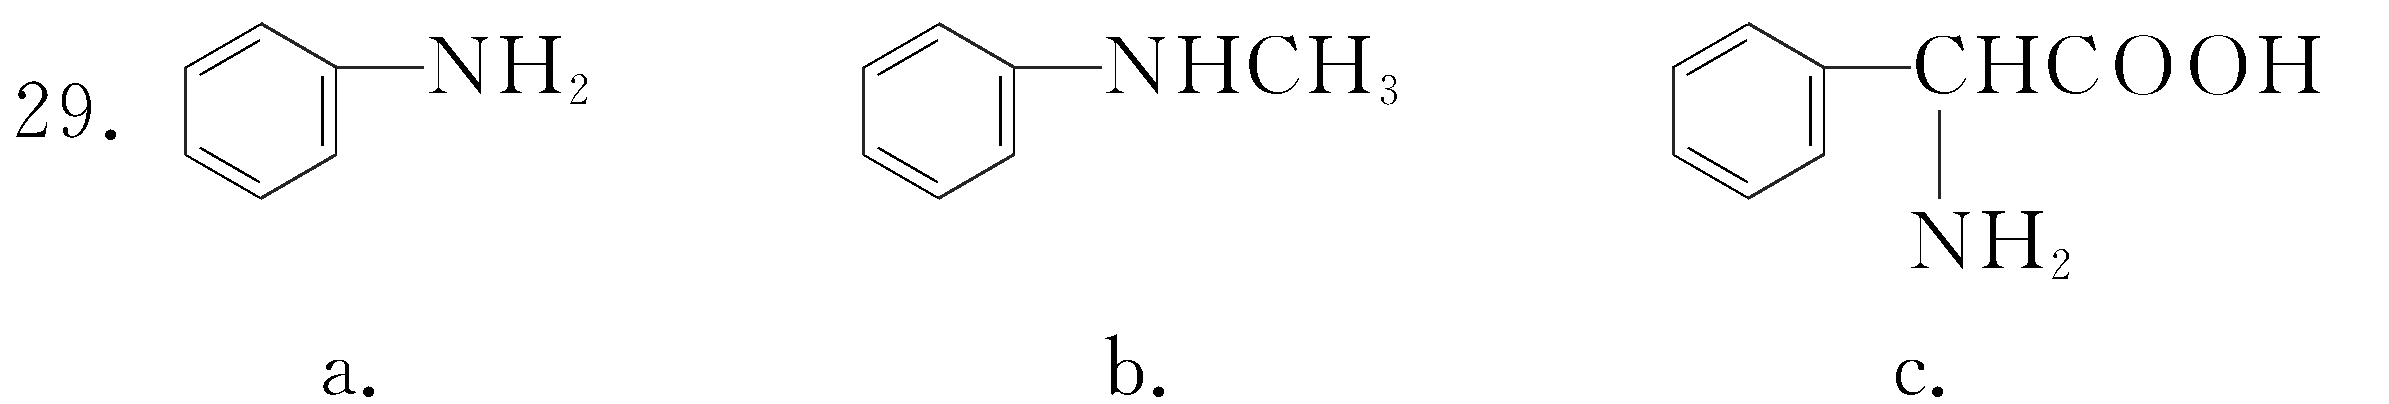 29. NH₂ NHCH₃ CHCOOH
NH₂
a. b. c.